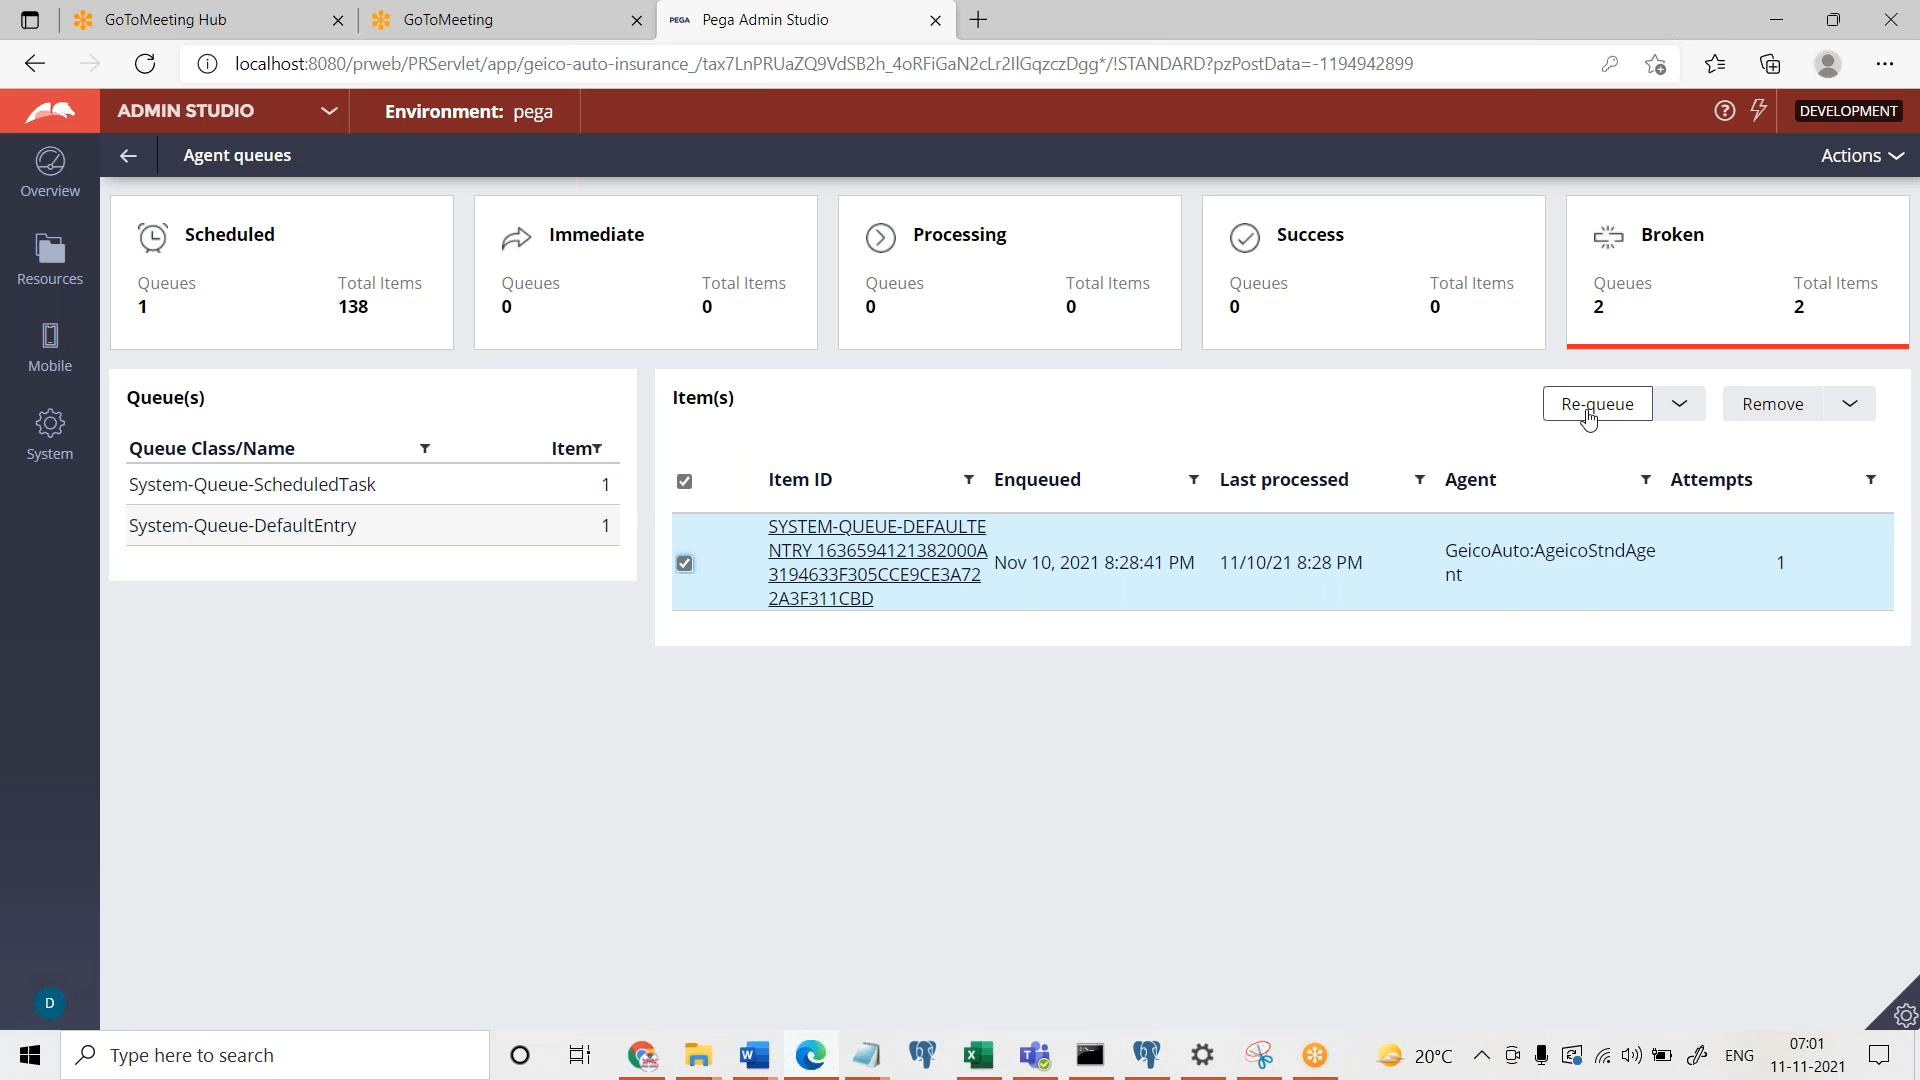 GoToMeeting Hub
GoToMeeting
PEGA Pega Admin Studio
localhost:8080/prweb/PRServlet/app/geico-auto-insurance_/tax7LnPRUaZQ9VdSB2h_4oRFiGaN2cLr2IlGqzczDgg*/!STANDARD?pzPostData=-1194942899
ADMIN STUDIO
Environment: pega
DEVELOPMENT
Agent queues
Actions
Overview
Resources
Mobile
System
D
Scheduled
Queues Total Items
1 138
Immediate
Queues Total Items
0 0
Processing
Queues Total Items
0 0
Success
Queues Total Items
0 0
Broken
Queues Total Items
2 2
Queue(s)
Queue Class/Name Item
System-Queue-ScheduledTask 1
System-Queue-DefaultEntry 1
Item(s)
Re-queue
Remove
Item ID Enqueued Last processed Agent Attempts
SYSTEM-QUEUE-DEFAULTE
NTRY 1636594121382000A
3194633F305CCE9CE3A72
2A3F311CBD
Nov 10, 2021 8:28:41 PM
11/10/21 8:28 PM
GeicoAuto:AgeicoStndAge
nt
1
Type here to search
20°C
ENG
07:01
11-11-2021